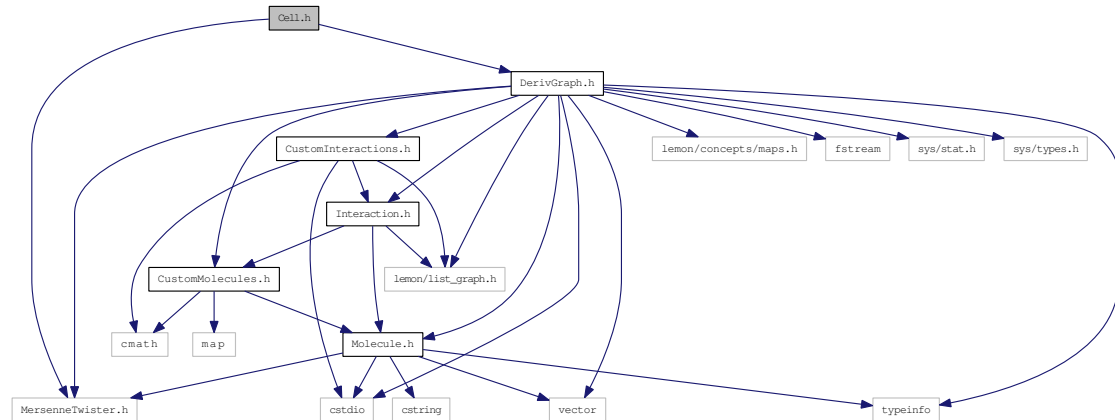 Cell.h
DerivGraph.h
CustomInteractions.h
lemon/concepts/maps.h
fstream
sys/stat.h
sys/types.h
Interaction.h
CustomMolecules.h
lemon/list_graph.h
cmath
map
Molecule.h
MersenneTwister.h
cstdio
cstring
vector
typeinfo